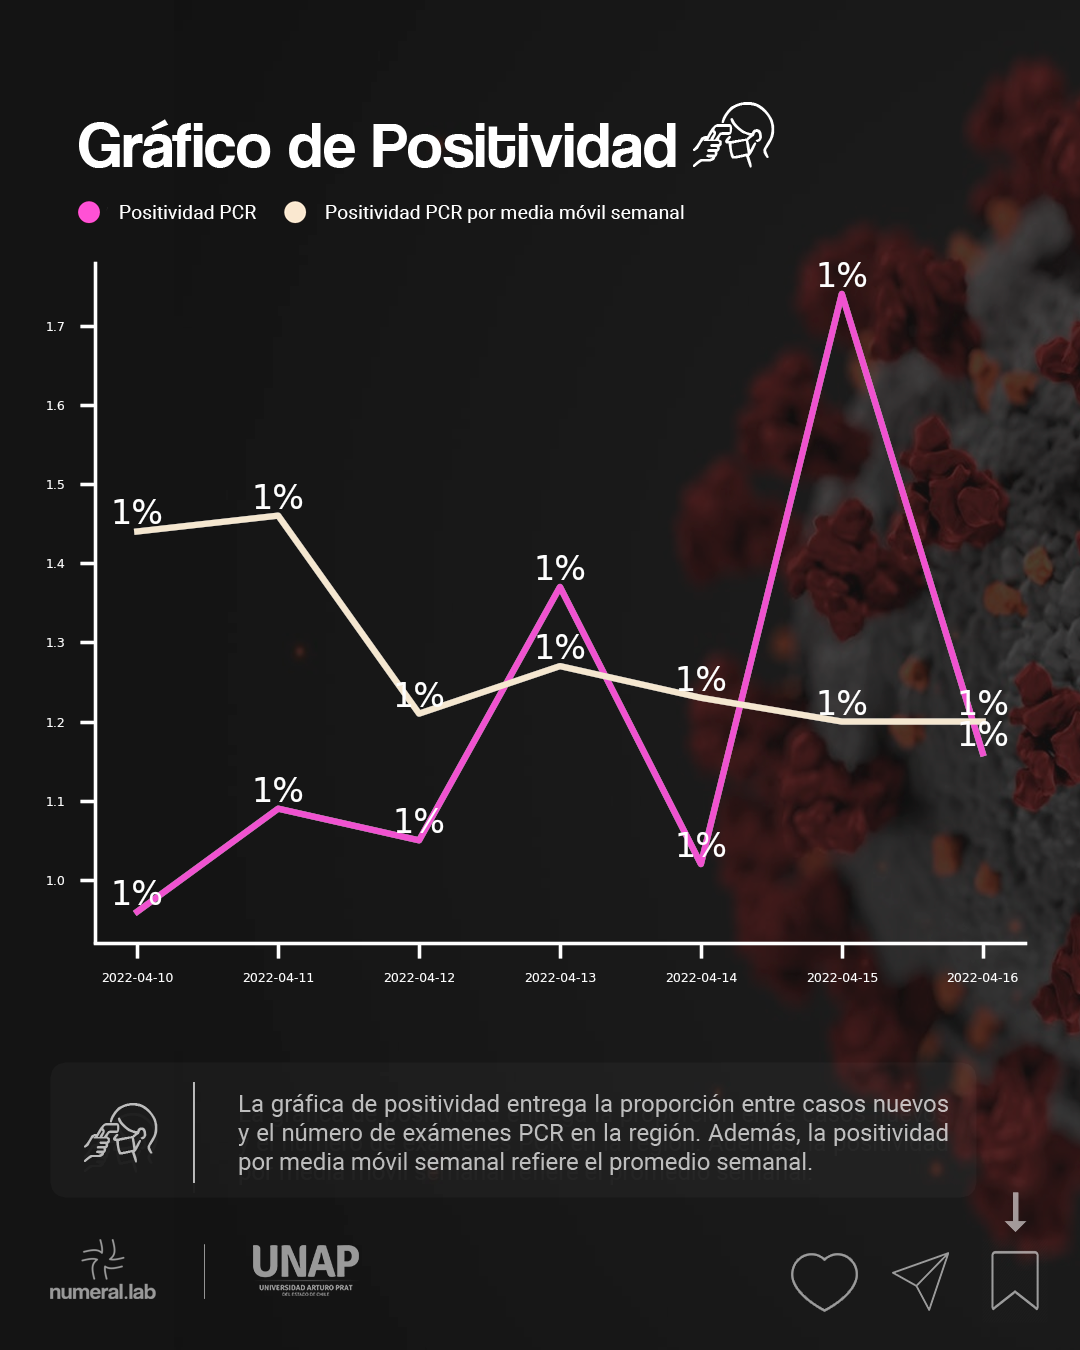 Gráfico de Positividad
Positividad PCR Positividad PCR por media móvil semanal
1%
1.7
1.6
1.5
1% 1%
1.4
1%
1.3
1%
1% 1%
1% 1%
1.2
1%
1.1
1%
1%
1%
1.0
1%
2022-04-10 2022-04-11 2022-04-12 2022-04-13 2022-04-14 2022-04-15 2022-04-16
La gráfica de positividad entrega la proporción entre casos nuevos
y el número de exámenes PCR en la región. Además, la positividad
por media móvil semanal refiere el promedio semanal.
numeral.lab
UNAP
UNIVERSIDAD ARTURO PRAT
DEL ESTADO DE CHILE